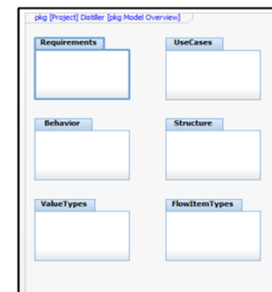 pkg [Project] Distiller [pkg Model Overview]
Requirements
UseCases
Behavior
Structure
ValueTypes
FlowItemTypes